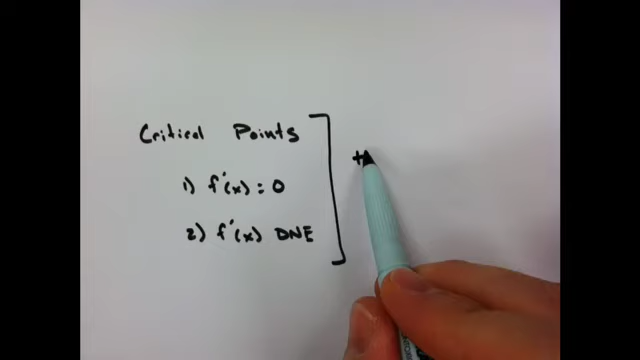 Critical Points
1) f'(x) = 0
2) f'(x) DNE